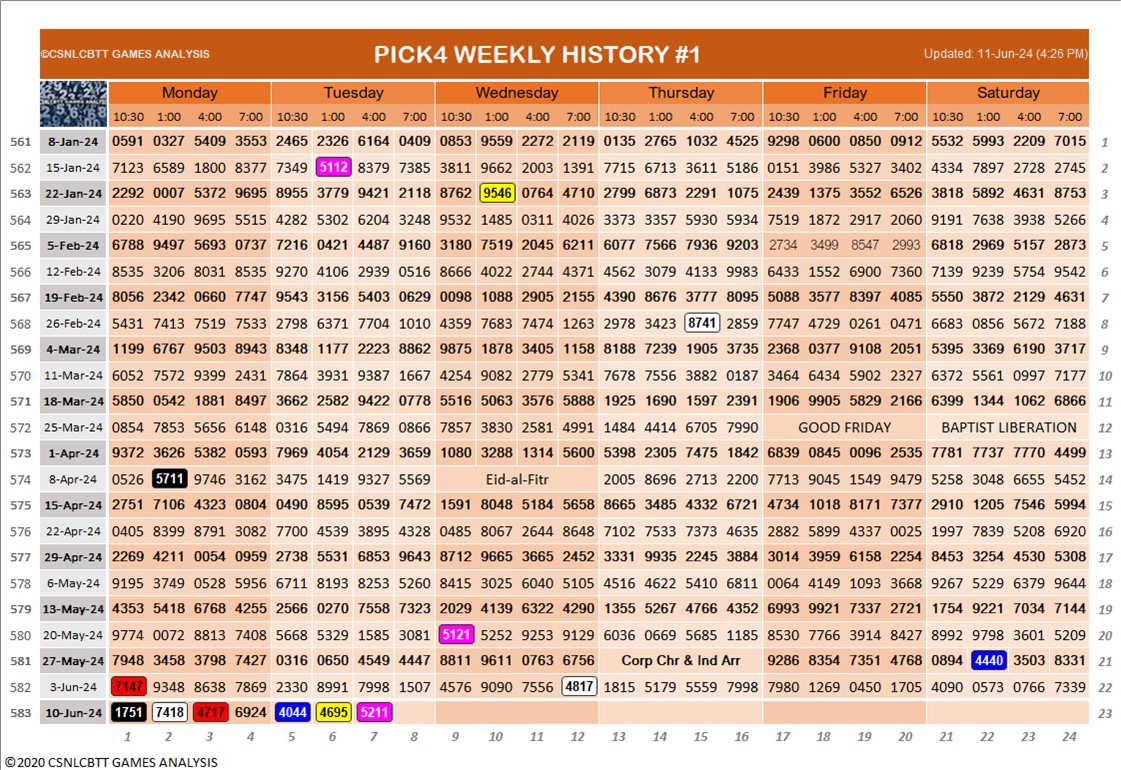 ©CSNLCBTT GAMES ANALYSIS PICK4 WEEKLY HISTORY #1 Updated: 11-Jun-24 (4:26 PM)
Monday Tuesday Wednesday Thursday Friday Saturday
10:30 1:00 4:00 7:00 10:30 1:00 4:00 7:00 10:30 1:00 4:00 7:00 10:30 1:00 4:00 7:00 10:30 1:00 4:00 7:00 10:30 1:00 4:00 7:00
561 8-Jan-24 0591 0327 5409 3553 2465 2326 6164 0409 0853 9559 2272 2119 0135 2765 1032 4525 9298 0600 0850 0912 5532 5993 2209 7015 1
562 15-Jan-24 7123 6589 1800 8377 7349 5112 8379 7385 3811 9662 2003 1391 7715 6713 3611 5186 0151 3986 5327 3402 4334 7897 2728 2745 2
563 22-Jan-24 2292 0007 5372 9695 8955 3779 9421 2118 8762 9546 0764 4710 2799 6873 2291 1075 2439 1375 3552 6526 3818 5892 4631 8753 3
564 29-Jan-24 0220 4190 9695 5515 4282 5302 6204 3248 9532 1485 0311 4026 3373 3357 5930 5934 7519 1872 2917 2060 9191 7638 3938 5266 4
565 5-Feb-24 6788 9497 5693 0737 7216 0421 4487 9160 3180 7519 2045 6211 6077 7566 7936 9203 2734 3499 8547 2993 6818 2969 5157 2873 5
566 12-Feb-24 8535 3206 8031 8535 9270 4106 2939 0516 8666 4022 2744 4371 4562 3079 4133 9983 6433 1552 6900 7360 7139 9239 5754 9542 6
567 19-Feb-24 8056 2342 0660 7747 9543 3156 5403 0629 0098 1088 2905 2155 4390 8676 3777 8095 5088 3577 8397 4085 5550 3872 2129 4631 7
568 26-Feb-24 5431 7413 7519 7533 2798 6371 7704 1010 4359 7683 7474 1263 2978 3423 8741 2859 7747 4729 0261 0471 6683 0856 5672 7188 8
569 4-Mar-24 1199 6767 9503 8943 8348 1177 2223 8862 9875 1878 3405 1158 8188 7239 1905 3735 2368 0377 9108 2051 5395 3369 6190 3717 9
570 11-Mar-24 6052 7572 9399 2431 7864 3931 9387 1667 4254 9082 2779 5341 7678 7556 3882 0187 3464 6434 5902 2327 6372 5561 0997 7177 10
571 18-Mar-24 5850 0542 1881 8497 3662 2582 9422 0778 5516 5063 3576 5888 1925 1690 1597 2391 1906 9905 5829 2166 6399 1344 1062 6866 11
572 25-Mar-24 0854 7853 5656 6148 0316 5494 7869 0866 7857 3830 2581 4991 1484 4414 6705 7990 GOOD FRIDAY BAPTIST LIBERATION 12
573 1-Apr-24 9372 3626 5382 0593 7969 4054 2129 3659 1080 3288 1314 5600 5398 2305 7475 1842 6839 0845 0096 2535 7781 7737 7770 4499 13
574 8-Apr-24 0526 5711 9746 3162 3475 1419 9327 5569 Eid-al-Fitr 2005 8696 2713 2200 7713 9045 1549 9479 5258 3048 6655 5452 14
575 15-Apr-24 2751 7106 4323 0804 0490 8595 0539 7472 1591 8048 5184 5658 8665 3485 4332 6721 4734 1018 8171 7377 2910 1205 7546 5994 15
576 22-Apr-24 0405 8399 8791 3082 7700 4539 3895 4328 0485 8067 2644 8648 7102 7533 7373 4635 2882 5899 4337 0025 1997 7839 5208 6920 16
577 29-Apr-24 2269 4211 0054 0959 2738 5531 6853 9643 8712 9665 3665 2452 3331 9935 2245 3884 3014 3959 6158 2254 8453 3254 4530 5308 17
578 6-May-24 9195 3749 0528 5956 6711 8193 8253 5260 8415 3025 6040 5105 4516 4622 5410 6811 0064 4149 1093 3668 9267 5229 6379 9644 18
579 13-May-24 4353 5418 6768 4255 2566 0270 7558 7323 2029 4139 6322 4290 1355 5267 4766 4352 6993 9921 7337 2721 1754 9221 7034 7144 19
580 20-May-24 9774 0072 8813 7408 5668 5329 1585 3081 5121 5252 9253 9129 6036 0669 5685 1185 8530 7766 3914 8427 8992 9798 3601 5209 20
581 27-May-24 7948 3458 3798 7427 0316 0650 4549 4447 8811 9611 0763 6756 Corp Chr & Ind Arr 9286 8354 7351 4768 0894 4440 3503 8331 21
582 3-Jun-24 7147 9348 8638 7869 2330 8991 7998 1507 4576 9090 7556 4817 1815 5179 5559 7998 7980 1269 0450 1705 4090 0573 0766 7339 22
583 10-Jun-24 1751 7418 4717 6924 4044 4695 5211 23
1 2 3 4 5 6 7 8 9 10 11 12 13 14 15 16 17 18 19 20 21 22 23 24
©2020 CSNLCBTT GAMES ANALYSIS